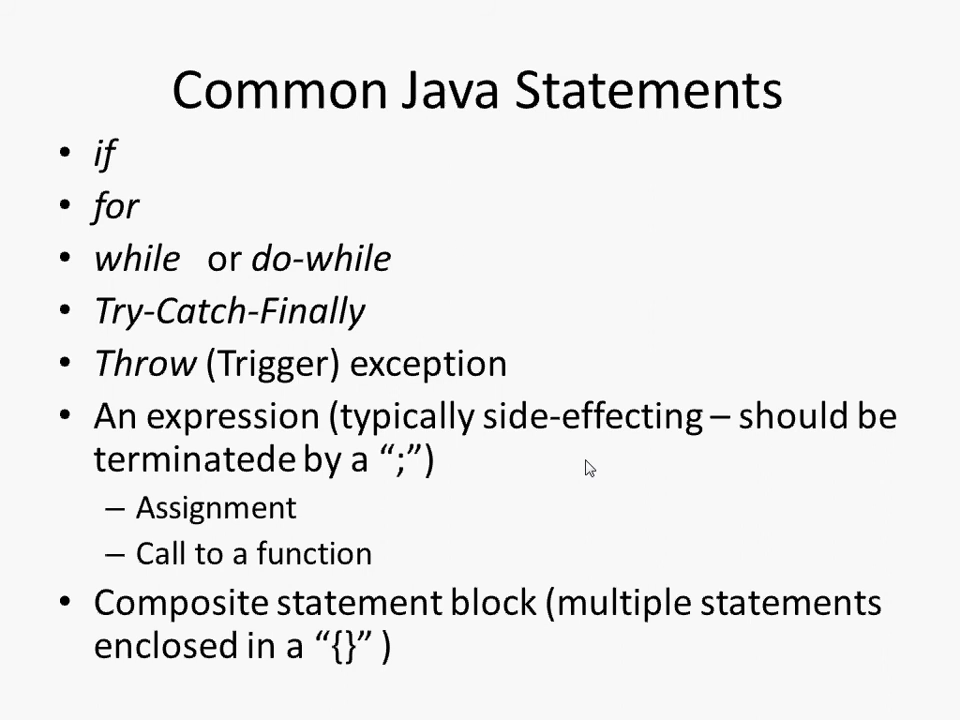 Common Java Statements
• if
• for
• while or do-while
• Try-Catch-Finally
• Throw (Trigger) exception
• An expression (typically side-effecting – should be
terminatede by a “;”)
– Assignment
– Call to a function
• Composite statement block (multiple statements
enclosed in a “{}” )